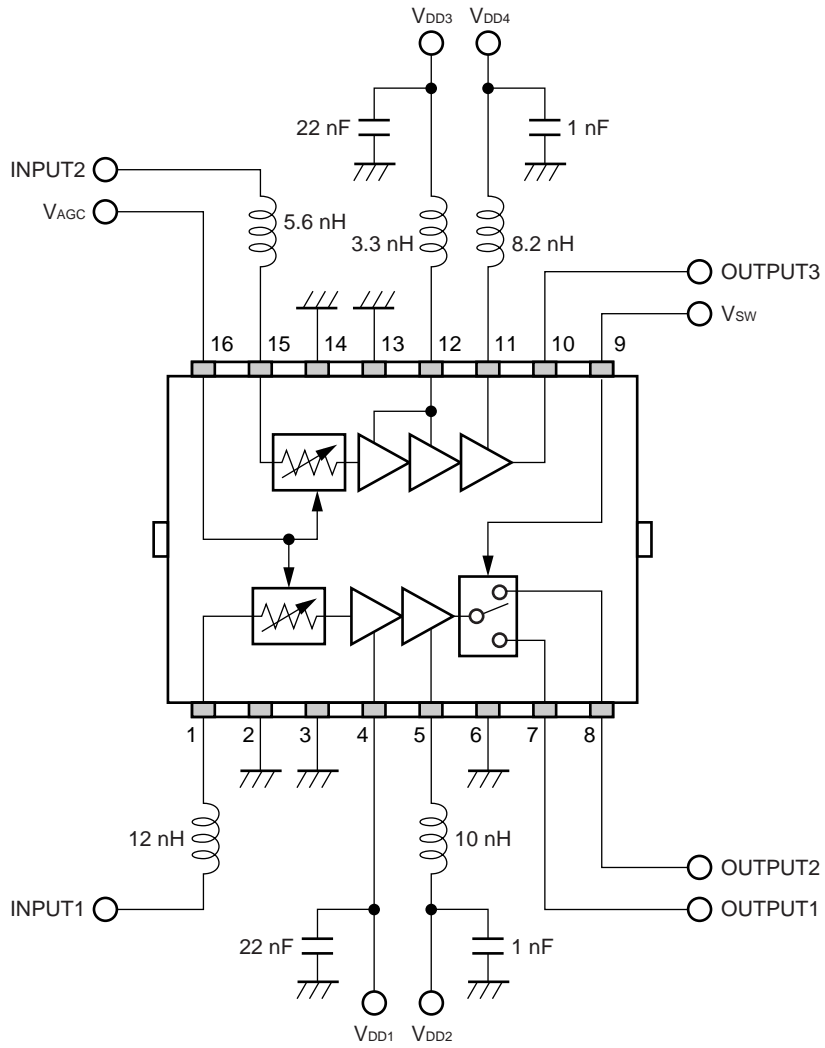 VDD3 VDD4
22 nF 1 nF
INPUT2
VAGC
5.6 nH 3.3 nH 8.2 nH
OUTPUT3
VSW
16 15 14 13 12 11 10 9
1 2 3 4 5 6 7 8
12 nH 10 nH
OUTPUT2
INPUT1 OUTPUT1
22 nF 1 nF
VDD1 VDD2